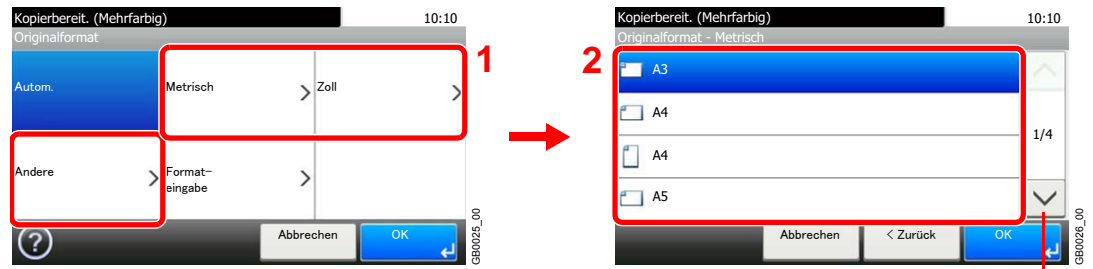 Kopierbereit. (Mehrfarbig) 10:10
Originalformat
Autom.
Metrisch
Zoll
1
Andere
Format-
eingabe
?
Abbrechen
OK
GB0025_00
Kopierbereit. (Mehrfarbig) 10:10
Originalformat - Metrisch
2
A3
A4
A4
A5
1/4
Abbrechen
< Zurück
OK
GB0026_00